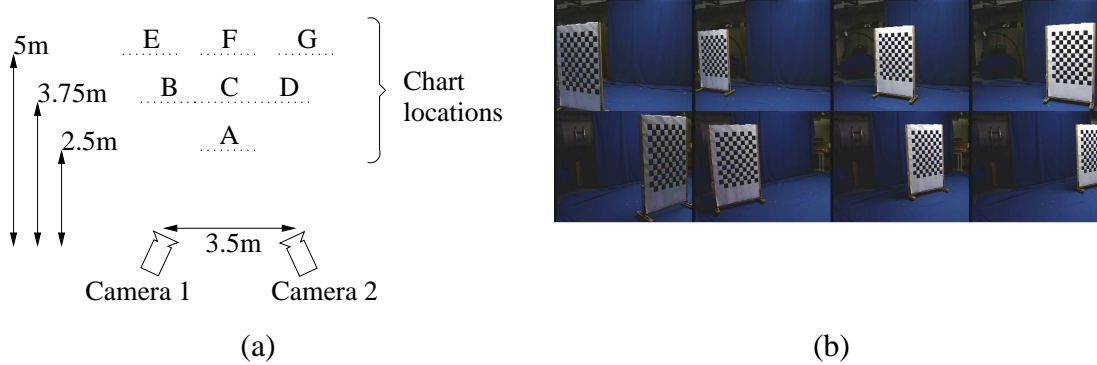 E F G
5m
B C D
3.75m
Chart
locations
A
2.5m
3.5m
Camera 1
Camera 2
(a)
(b)